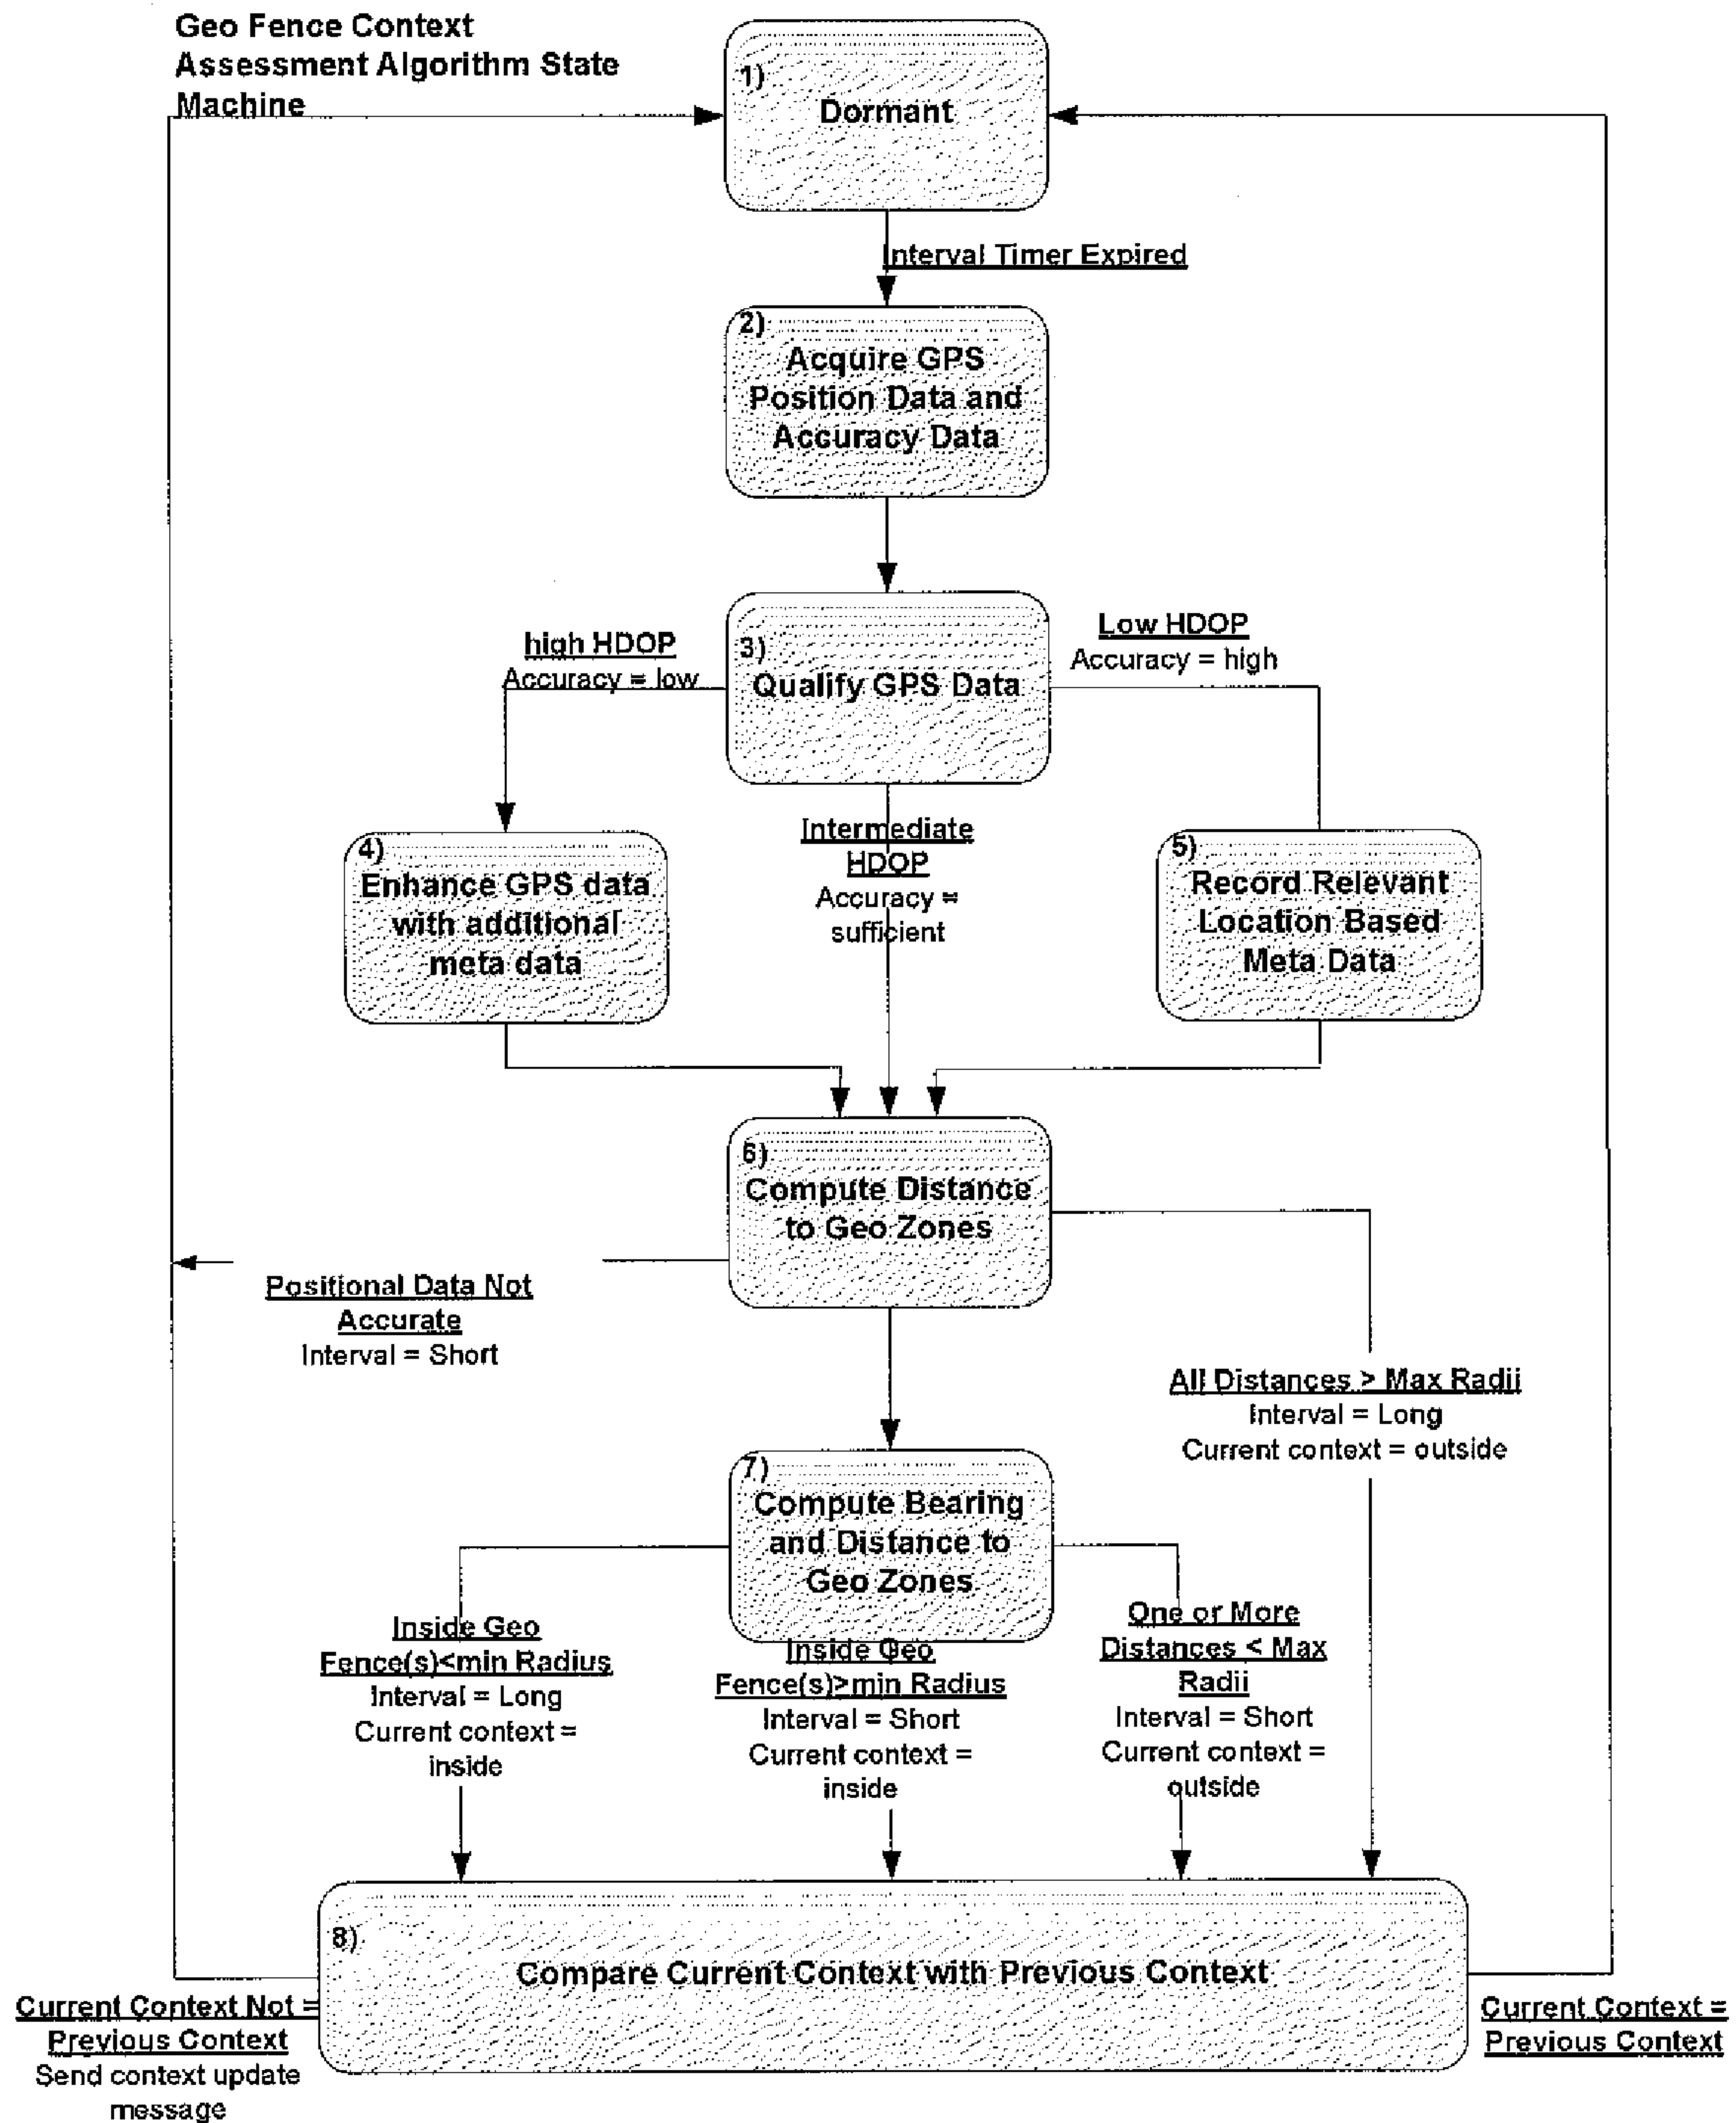 Geo Fence Context
Assessment Algorithm State
Machine
1)
Dormant
Interval Timer Expired
2)
Acquire GPS
Position Data and
Accuracy Data
high HDOP
Accuracy = low
3)
Qualify GPS Data
Low HDOP
Accuracy = high
Intermediate
HDOP
Accuracy =
sufficient
4)
Enhance GPS data
with additional
meta data
5)
Record Relevant
Location Based
Meta Data
6)
Compute Distance
to Geo Zones
Positional Data Not
Accurate
Interval = Short
All Distances > Max Radii
Interval = Long
Current context = outside
7)
Compute Bearing
and Distance to
Geo Zones
Inside Geo
Fence(s)<min Radius
Interval = Long
Current context =
inside
Inside Geo
Fence(s)>min Radius
Interval = Short
Current context =
inside
One or More
Distances < Max
Radii
Interval = Short
Current context =
outside
8)
Compare Current Context with Previous Context
Current Context Not =
Previous Context
Send context update
message
Current Context =
Previous Context